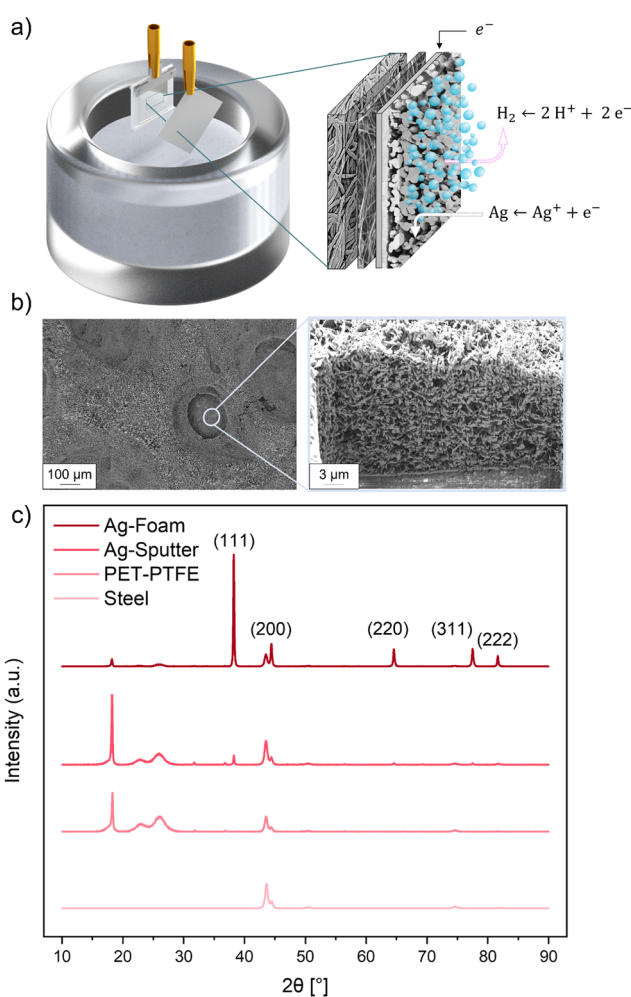 a)
e⁻
H₂ ← 2 H⁺ + 2 e⁻
Ag ← Ag⁺ + e⁻
b)
100 µm
3 µm
c)
Ag-Foam
Ag-Sputter
PET-PTFE
Steel
(111)
(200)
(220)
(311)
(222)
Intensity (a.u.)
10 20 30 40 50 60 70 80 90
2θ [°]